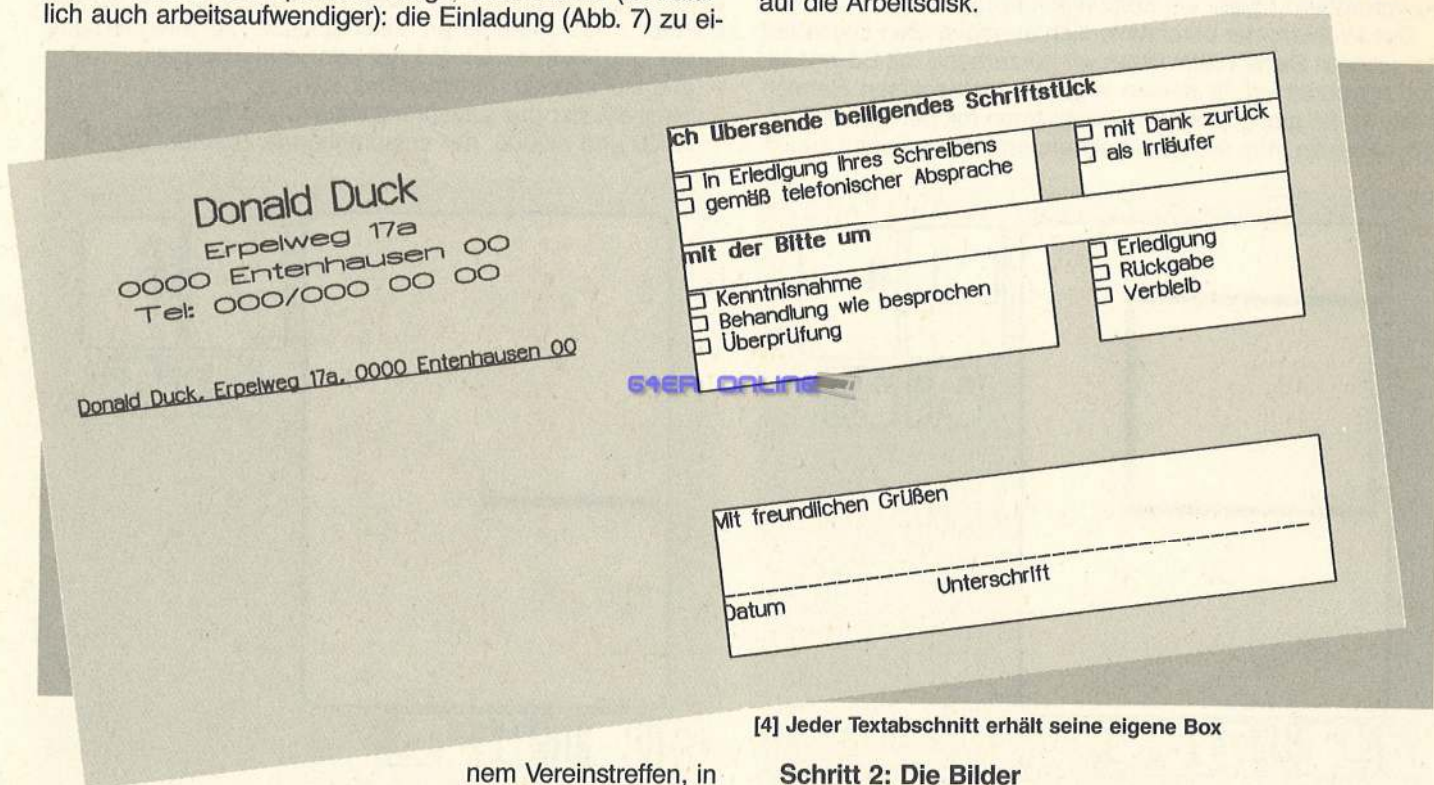 lich auch arbeitsaufwendiger): die Einladung (Abb. 7) zu ei-
auf die Arbeitsdisk.
Donald Duck
Erpelweg 17a
0000 Entenhausen 00
Tel: 000/000 00 00
Donald Duck, Erpelweg 17a, 0000 Entenhausen 00
Ich übersende beiligendes Schriftstück
In Erledigung Ihres Schreibens
gemäß telefonischer Absprache
mit Dank zurück
als Irrläufer
mit der Bitte um
Kenntnisnahme
Behandlung wie besprochen
Überprüfung
Erledigung
Rückgabe
Verbleib
64ER ONLINE
Mit freundlichen Grüßen
Datum
Unterschrift
[4] Jeder Textabschnitt erhält seine eigene Box
nem Vereinstreffen, in
Schritt 2: Die Bilder